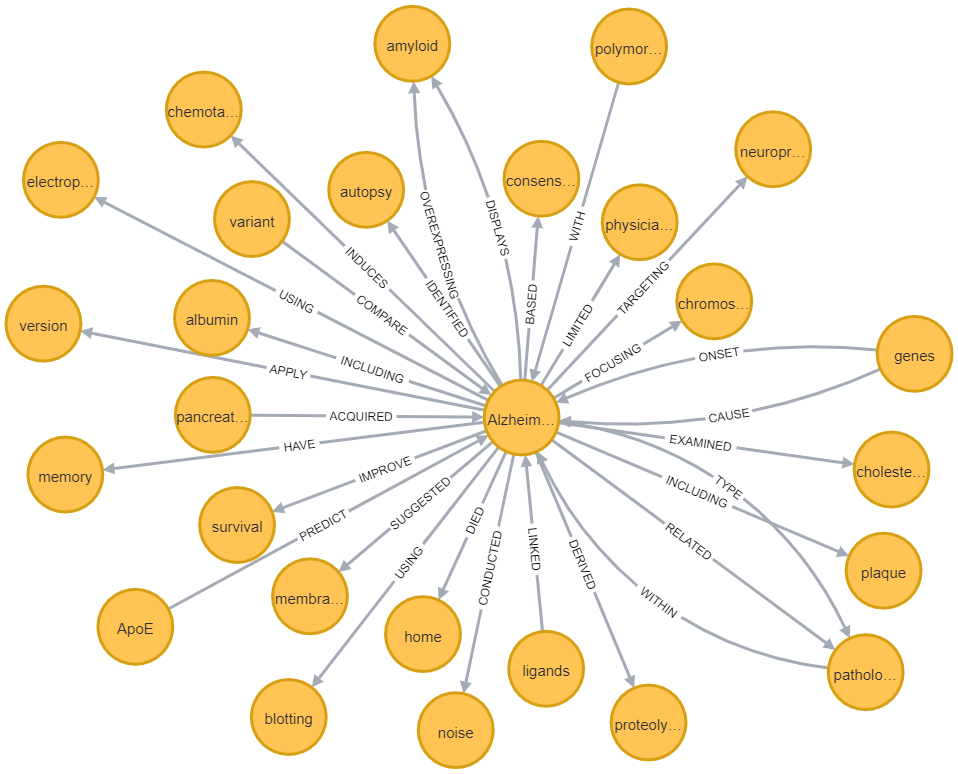 amyloid
polymor…
chemota…
neuropr…
electrop…
autopsy
consens…
variant
physicia…
OVEREXPRESSING
DISPLAYS
WITH
INDUCES
IDENTIFIED
TARGETING
USING
COMPARE
BASED
LIMITED
chromos…
version
albumin
FOCUSING
ONSET
genes
APPLY
INCLUDING
pancreat…
ACQUIRED
Alzheim…
CAUSE
HAVE
EXAMINED
memory
IMPROVE
choleste…
SUGGESTED
TYPE
INCLUDING
survival
PREDICT
DIED
LINKED
RELATED
USING
CONDUCTED
DERIVED
plaque
membra…
WITHIN
ApoE
home
ligands
patholo…
blotting
noise
proteoly…